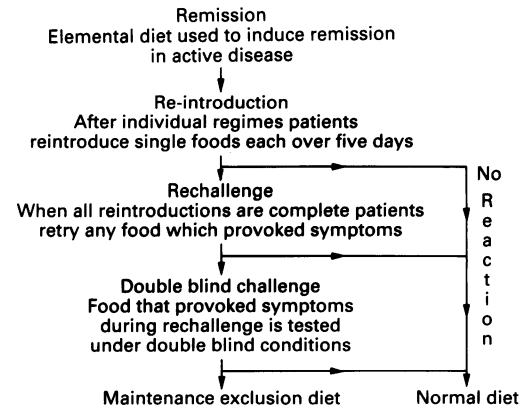 Remission
Elemental diet used to induce remission
in active disease
Re-introduction
After individual regimes patients
reintroduce single foods each over five days
No
Reaction
Rechallenge
When all reintroductions are complete patients
retry any food which provoked symptoms
Double blind challenge
Food that provoked symptoms
during rechallenge is tested
under double blind conditions
Maintenance exclusion diet
Normal diet